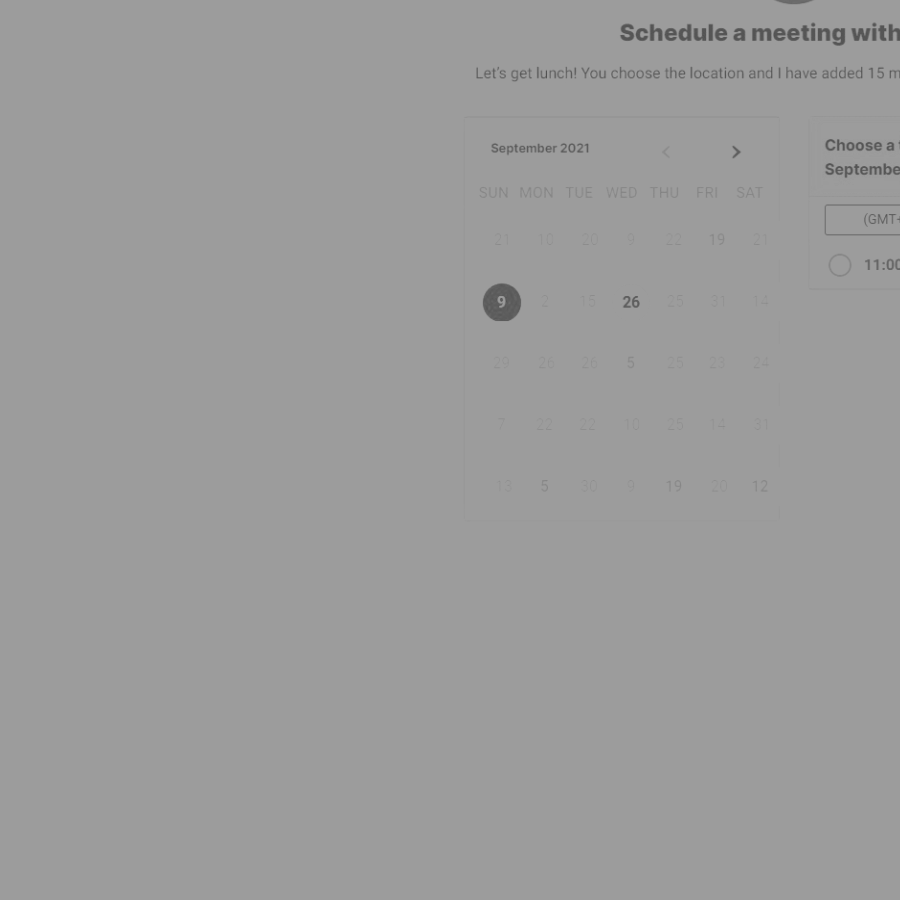 Schedule a meeting with
Let's get lunch! You choose the location and I have added 15 m
September 2021
SUN MON TUE WED THU FRI SAT
21 18 20 9 22 19 21
9 2 15 26 25 31 14
29 26 26 5 25 23 24
7 22 22 10 25 14 31
13 5 30 9 19 20 12
Choose a
Septembe
(GMT+
11:00